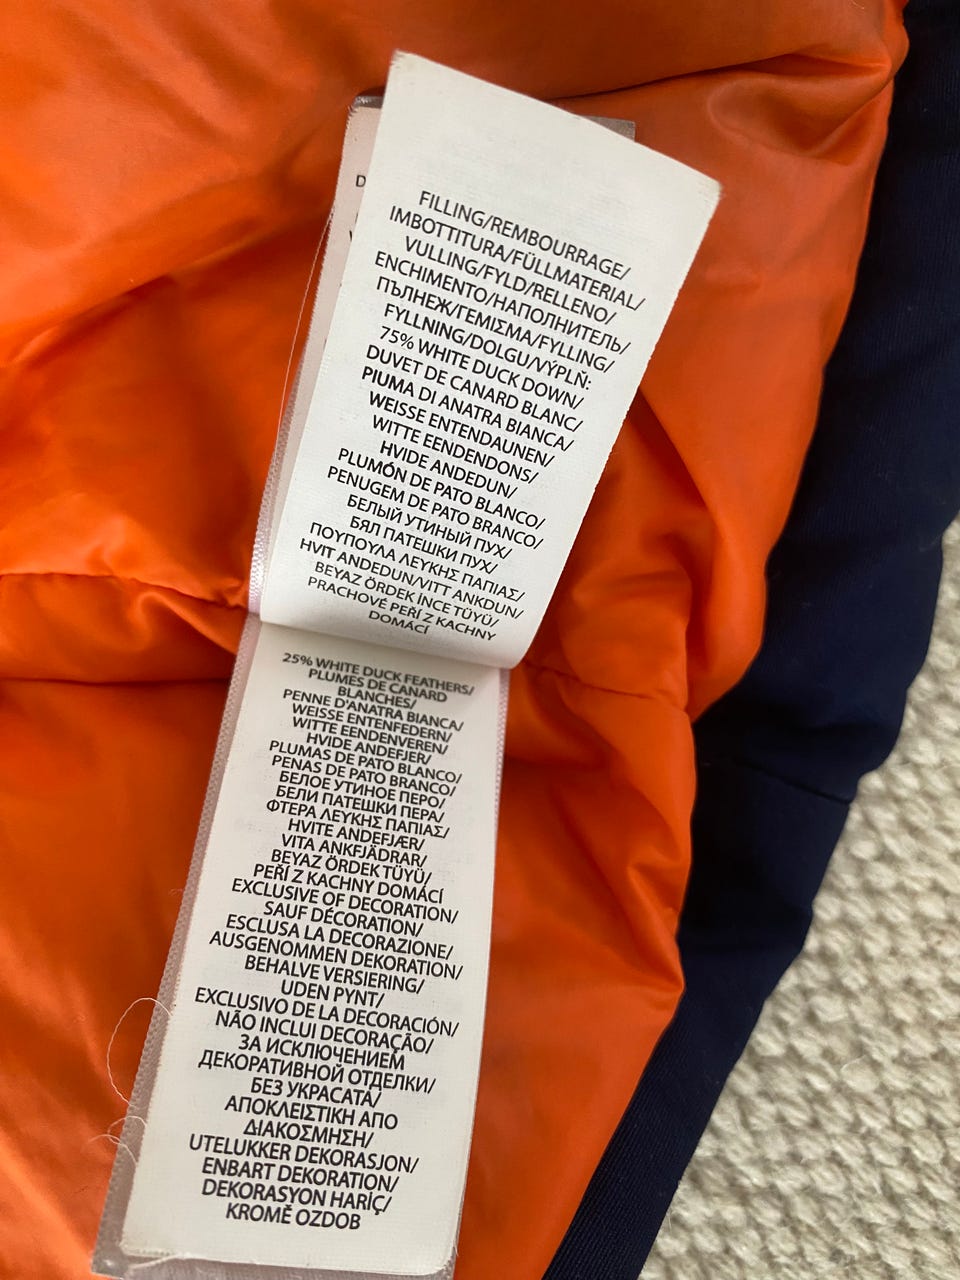 FILLING/REMBOURRAGE/
IMBOTTITURA/FÜLLMATERIAL/
VULLING/FYLD/RELLENO/
ENCHIMENTO/НАПОЛНИТЕЛЬ/
ПЪЛНЕЖ/ΓΕΜΙΣΜΑ/FYLLING/
FYLLNING/DOLGU/VÝPLŇ:
75% WHITE DUCK DOWN/
DUVET DE CANARD BLANC/
PIUMA DI ANATRA BIANCA/
WEISSE ENTENDAUNEN/
WITTE EENDENDONS/
HVIDE ANDEDUN/
PLUMÓN DE PATO BLANCO/
PENUGEM DE PATO BRANCO/
БЕЛЫЙ УТИНЫЙ ПУХ/
БЯЛ ПАТЕШКИ ПУХ/
ΠΟΥΠΟΥΛΑ ΛΕΥΚΗΣ ΠΑΠΙΑΣ/
HVIT ANDEDUN/VITT ANKDUN/
BEYAZ ÖRDEK İNCE TÜYÜ/
PRACHOVÉ PEŘÍ Z KACHNY
DOMÁCÍ
25% WHITE DUCK FEATHERS/
PLUMES DE CANARD
BLANCHES/
PENNE D'ANATRA BIANCA/
WEISSE ENTENFEDERN/
WITTE EENDENVEREN/
HVIDE ANDEFJER/
PLUMAS DE PATO BLANCO/
PENAS DE PATO BRANCO/
БЕЛОЕ УТИНОЕ ПЕРО/
БЕЛИ ПАТЕШКИ ПЕРА/
ΦΤΕΡΑ ΛΕΥΚΗΣ ΠΑΠΙΑΣ/
HVITE ANDEFJÆR/
VITA ANKFJÄDRAR/
BEYAZ ÖRDEK TÜYÜ/
PEŘÍ Z KACHNY DOMÁCÍ
EXCLUSIVE OF DECORATION/
SAUF DÉCORATION/
ESCLUSA LA DECORAZIONE/
AUSGENOMMEN DEKORATION/
BEHALVE VERSIERING/
UDEN PYNT/
EXCLUSIVO DE LA DECORACIÓN/
NÃO INCLUI DECORAÇÃO/
ЗА ИСКЛЮЧЕНИЕМ
ДЕКОРАТИВНОЙ ОТДЕЛКИ/
БЕЗ УКРАСАТА/
ΑΠΟΚΛΕΙΣΤΙΚΗ ΑΠΟ
ΔΙΑΚΟΣΜΗΣΗ/
UTELUKKER DEKORASJON/
ENBART DEKORATION/
DEKORASYON HARİÇ/
KROMĚ OZDOB